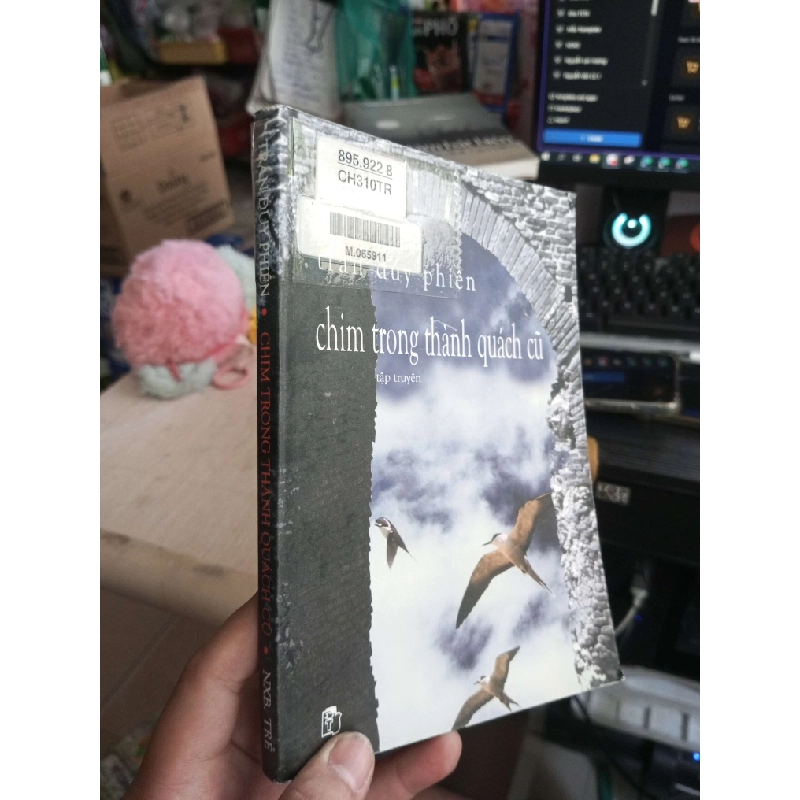 895.922 8
CH310TR
M.065911
trần duy phiên
chim trong thành quách cũ
tập truyện
TRẦN DUY PHIÊN • CHIM TRONG THÀNH QUÁCH CŨ • NXB. TRẺ
PHỐ